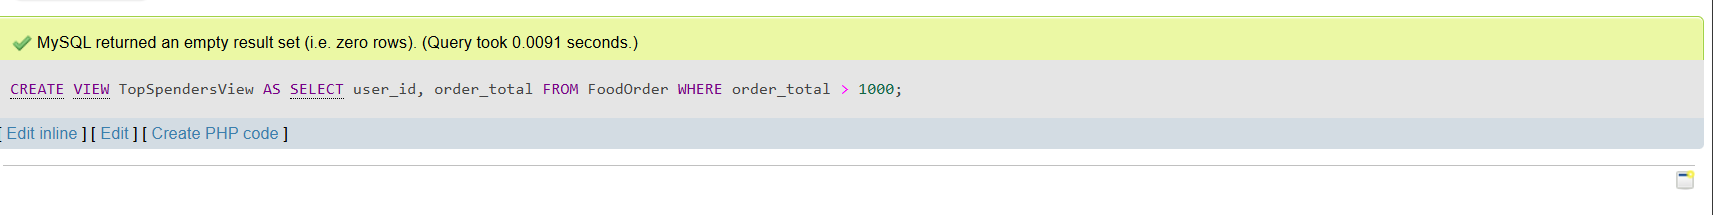 MySQL returned an empty result set (i.e. zero rows). (Query took 0.0091 seconds.)
CREATE VIEW TopSpendersView AS SELECT user_id, order_total FROM FoodOrder WHERE order_total > 1000;
[ Edit inline ] [ Edit ] [ Create PHP code ]